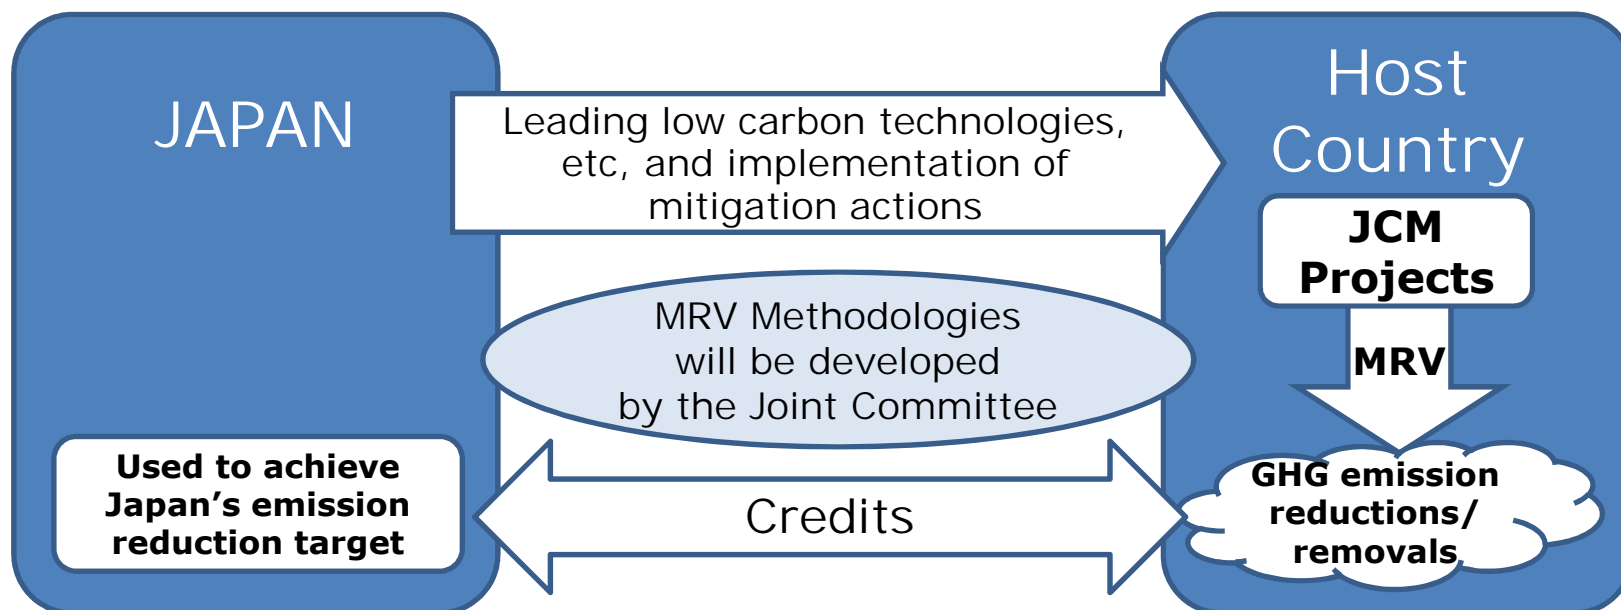 JAPAN
Leading low carbon technologies,
etc, and implementation of
mitigation actions
Host
Country
JCM
Projects
MRV Methodologies
will be developed
by the Joint Committee
MRV
Used to achieve
Japan’s emission
reduction target
Credits
GHG emission
reductions/
removals